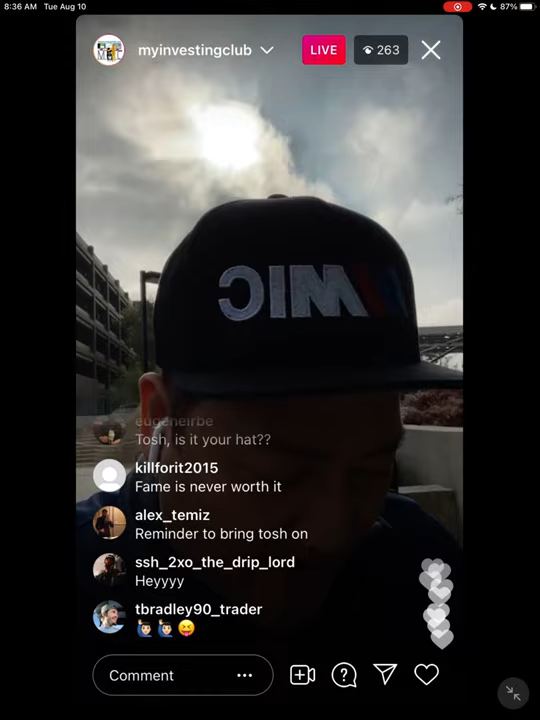 8:36 AM Tue Aug 10
87%
myinvestingclub
LIVE
263
MIC
eugeneirbe
Tosh, is it your hat??
killforit2015
Fame is never worth it
alex_temiz
Reminder to bring tosh on
ssh_2xo_the_drip_lord
Heyyyy
tbradley90_trader
🙋🏻‍♂️🙋🏻‍♂️😝
Comment